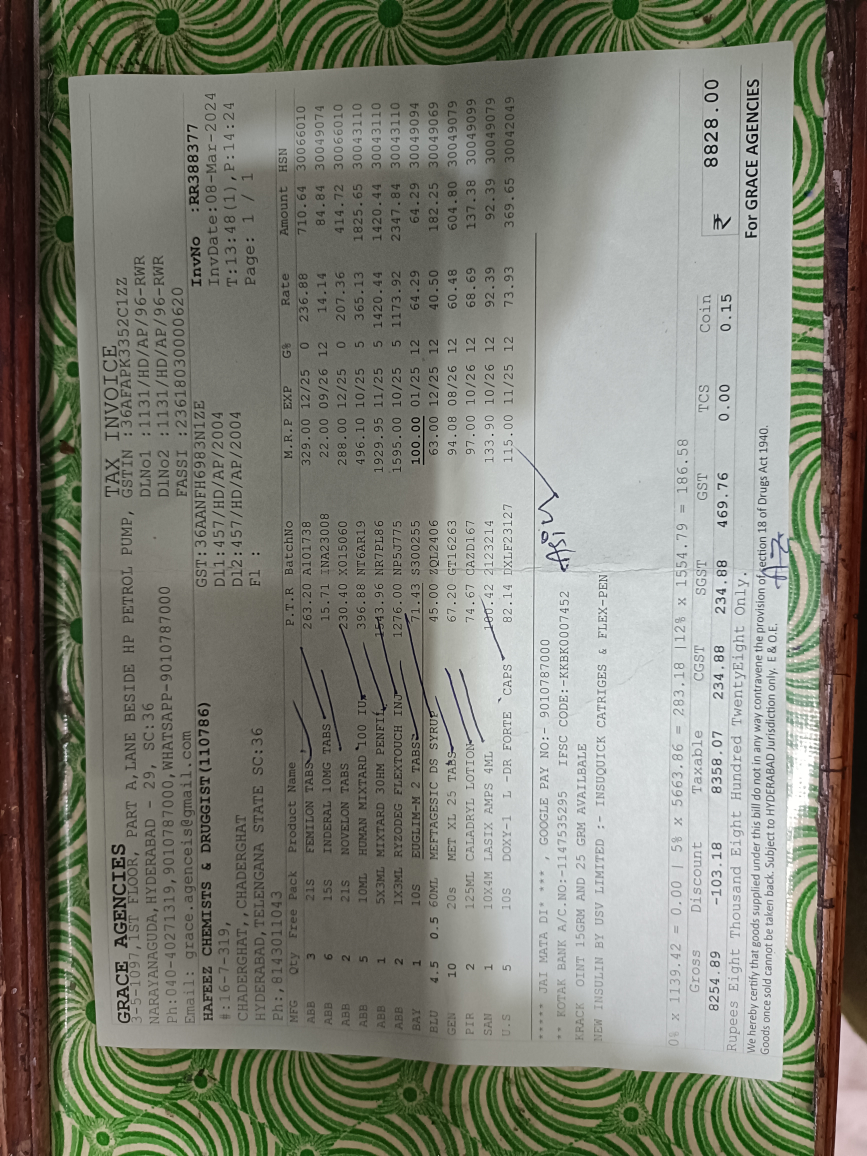 TAX INVOICE
GRACE AGENCIES
3-5-1097,1ST FLOOR, PART A,LANE BESIDE HP PETROL PUMP, GSTIN :36AFAPK3352C1ZZ
NARAYANAGUDA,HYDERABAD - 29, SC:36 DLNo1 :1131/HD/AP/96-RWR
Ph:040-40271319,9010787000,WHATSAPP-9010787000 DlNo2 :1131/HD/AP/96-RWR
Email: grace.agenceis@gmail.com FASSI :23618030000620
HAFEEZ CHEMISTS & DRUGGIST(110786) GST:36AANFH6983N1ZE InvNo :RR388377
#:16-7-319, D11:457/HD/AP/2004 InvDate:08-Mar-2024
CHADERGHAT,,CHADERGHAT D12:457/HD/AP/2004 T:13:48(1),P:14:24
HYDERABAD,TELENGANA STATE SC:36 Fl : Page: 1 / 1
Ph:,8143011043
MFG Qty Free Pack Product Name P.T.R BatchNo M.R.P EXP G% Rate Amount HSN
ABB 3 21S FEMILON TABS 263.20 A101738 329.00 12/25 0 236.88 710.64 30066010
ABB 6 15S INDERAL 10MG TABS 15.71 INA23008 22.00 09/26 12 14.14 84.84 30049074
ABB 2 21S NOVELON TABS 230.40 X015060 288.00 12/25 0 207.36 414.72 30066010
ABB 5 10ML HUMAN MIXTARD 100 IU 396.88 NT6AR19 496.10 10/25 5 365.13 1825.65 30043110
ABB 1 5X3ML MIXTARD 30HM PENFIL 1543.96 NR7PL86 1929.95 11/25 5 1420.44 1420.44 30043110
ABB 2 1X3ML RYZODEG FLEXTOUCH INJ 1276.00 NP5J775 1595.00 10/25 5 1173.92 2347.84 30043110
BAY 1 10S EUGLIM-M 2 TABS 71.43 S300255 100.00 01/25 12 64.29 64.29 30049094
BLU 4.5 0.5 60ML MEFTAGESIC DS SYRUP 45.00 ZQL2406 63.00 12/25 12 40.50 182.25 30049069
GEN 10 20s MET XL 25 TABS 67.20 GT16263 94.08 08/26 12 60.48 604.80 30049079
PIR 2 125ML CALADRYL LOTION 74.67 CAZD167 97.00 10/26 12 68.69 137.38 30049099
SAN 1 10X4M LASIX AMPS 4ML 100.42 2123214 133.90 10/26 12 92.39 92.39 30049079
U.S 5 10S DOXY-1 L -DR FORTE CAPS 82.14 DXLF23127 115.00 11/25 12 73.93 369.65 30042049
***** JAI MATA DI* *** , GOOGLE PAY NO:- 9010787000
** KOTAK BANK A/C.NO:-1147535295 IFSC CODE:-KKBK0007452
KRACK OINT 15GRM AND 25 GRM AVAILBALE
NEW INSULIN BY USV LIMITED :- INSUQUICK CATRIGES & FLEX-PEN
0% x 1139.42 = 0.00 | 5% x 5663.86 = 283.18 |12% x 1554.79 = 186.58
Gross Discount Taxable CGST SGST GST TCS Coin
8254.89 -103.18 8358.07 234.88 234.88 469.76 0.00 0.15 ₹ 8828.00
Rupees Eight Thousand Eight Hundred TwentyEight Only.
We hereby certify that goods supplied under this bill do not in any way contravene the provision of section 18 of Drugs Act 1940.
Goods once sold cannot be taken back. Subject to HYDERABAD Jurisdiction only. E & O.E. For GRACE AGENCIES